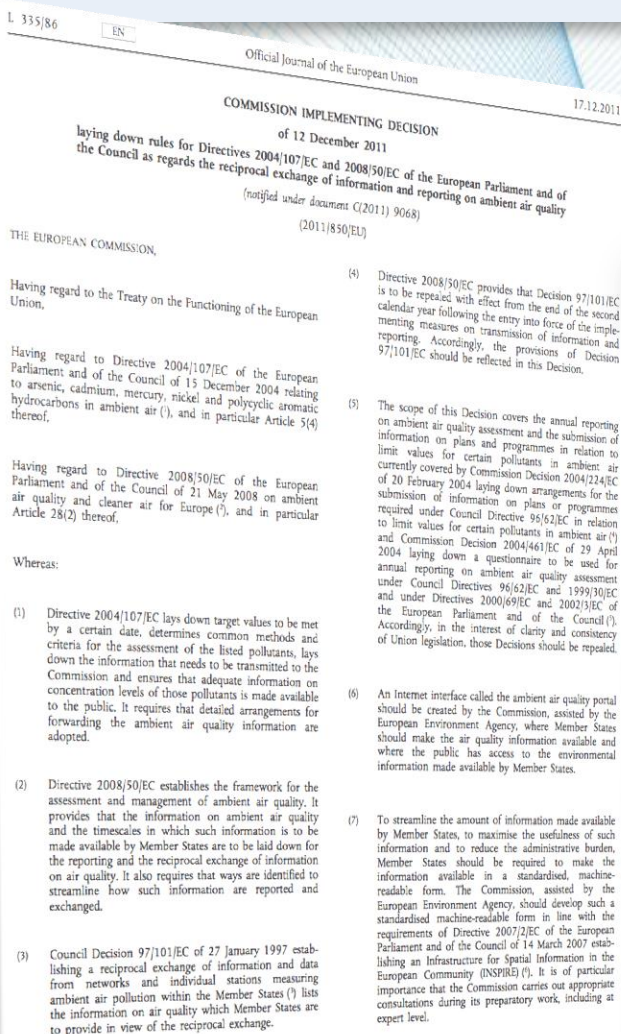 L 335/86
EN
Official Journal of the European Union
17.12.2011
COMMISSION IMPLEMENTING DECISION
of 12 December 2011
laying down rules for Directives 2004/107/EC and 2008/50/EC of the European Parliament and of
the Council as regards the reciprocal exchange of information and reporting on ambient air quality
(notified under document C(2011) 9068)
(2011/850/EU)
THE EUROPEAN COMMISSION,
Having regard to the Treaty on the Functioning of the European
Union,
Having regard to Directive 2004/107/EC of the European
Parliament and of the Council of 15 December 2004 relating
to arsenic, cadmium, mercury, nickel and polycyclic aromatic
hydrocarbons in ambient air (¹), and in particular Article 5(4)
thereof,
Having regard to Directive 2008/50/EC of the European
Parliament and of the Council of 21 May 2008 on ambient
air quality and cleaner air for Europe (²), and in particular
Article 28(2) thereof,
Whereas:
(1) Directive 2004/107/EC lays down target values to be met
by a certain date, determines common methods and
criteria for the assessment of the listed pollutants, lays
down the information that needs to be transmitted to the
Commission and ensures that adequate information on
concentration levels of those pollutants is made available
to the public. It requires that detailed arrangements for
forwarding the ambient air quality information are
adopted.
(2) Directive 2008/50/EC establishes the framework for the
assessment and management of ambient air quality. It
provides that the information on ambient air quality
and the timescales in which such information is to be
made available by Member States are to be laid down for
the reporting and the reciprocal exchange of information
on air quality. It also requires that ways are identified to
streamline how such information are reported and
exchanged.
(3) Council Decision 97/101/EC of 27 January 1997 estab-
lishing a reciprocal exchange of information and data
from networks and individual stations measuring
ambient air pollution within the Member States (³) lists
the information on air quality which Member States are
to provide in view of the reciprocal exchange.
(4) Directive 2008/50/EC provides that Decision 97/101/EC
is to be repealed with effect from the end of the second
calendar year following the entry into force of the imple-
menting measures on transmission of information and
reporting. Accordingly, the provisions of Decision
97/101/EC should be reflected in this Decision.
(5) The scope of this Decision covers the annual reporting
on ambient air quality assessment and the submission of
information on plans and programmes in relation to
limit values for certain pollutants in ambient air
currently covered by Commission Decision 2004/224/EC
of 20 February 2004 laying down arrangements for the
submission of information on plans or programmes
required under Council Directive 96/62/EC in relation
to limit values for certain pollutants in ambient air (⁴)
and Commission Decision 2004/461/EC of 29 April
2004 laying down a questionnaire to be used for
annual reporting on ambient air quality assessment
under Council Directives 96/62/EC and 1999/30/EC
and under Directives 2000/69/EC and 2002/3/EC of
the European Parliament and of the Council (⁵).
Accordingly, in the interest of clarity and consistency
of Union legislation, those Decisions should be repealed.
(6) An Internet interface called the ambient air quality portal
should be created by the Commission, assisted by the
European Environment Agency, where Member States
should make the air quality information available and
where the public has access to the environmental
information made available by Member States.
(7) To streamline the amount of information made available
by Member States, to maximise the usefulness of such
information and to reduce the administrative burden,
Member States should be required to make the
information available in a standardised, machine-
readable form. The Commission, assisted by the
European Environment Agency, should develop such a
standardised machine-readable form in line with the
requirements of Directive 2007/2/EC of the European
Parliament and of the Council of 14 March 2007 estab-
lishing an Infrastructure for Spatial Information in the
European Community (INSPIRE) (⁶). It is of particular
importance that the Commission carries out appropriate
consultations during its preparatory work, including at
expert level.